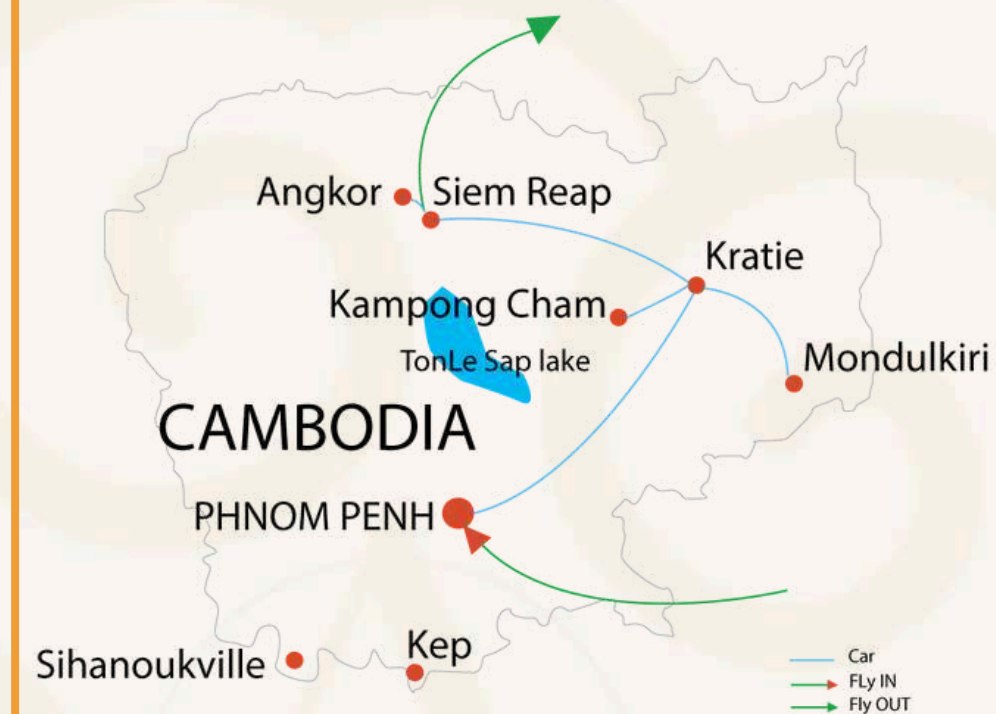 Angkor
Siem Reap
Kratie
Kampong Cham
TonLe Sap lake
Mondulkiri
CAMBODIA
PHNOM PENH
Sihanoukville
Kep
Car
FLy IN
Fly OUT